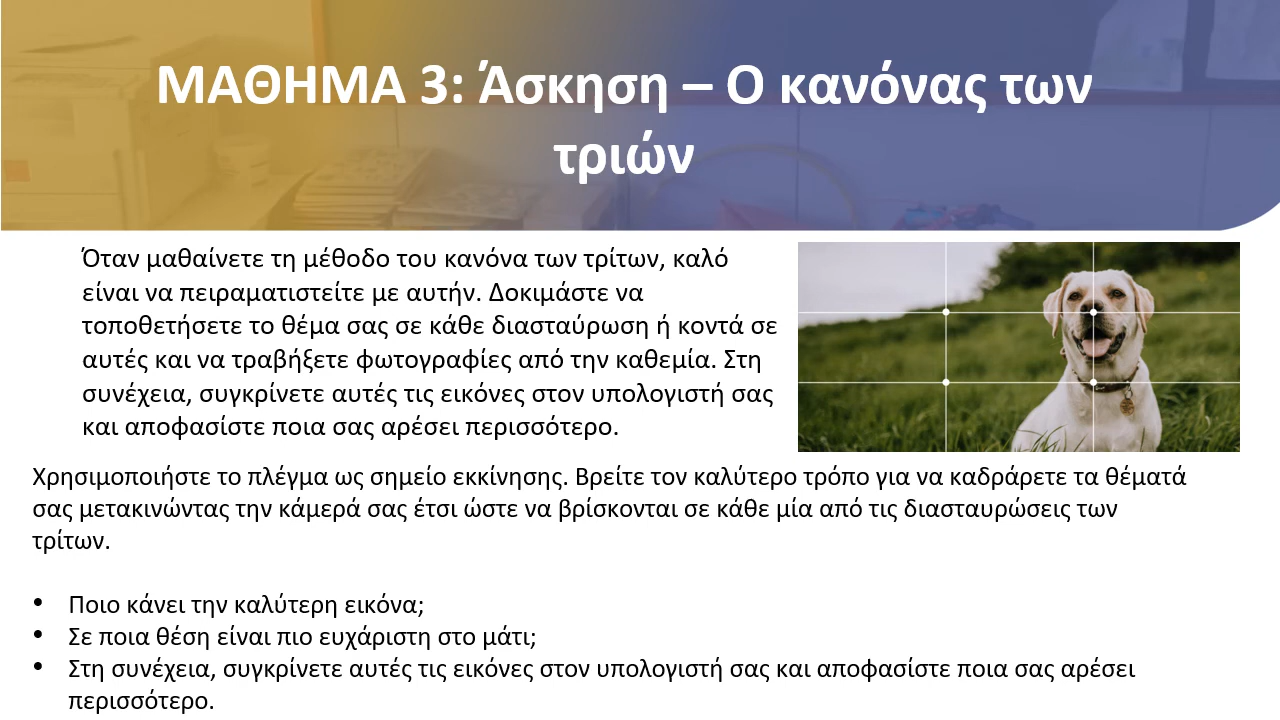 ΜΑΘΗΜΑ 3: Άσκηση – Ο κανόνας των
τριών
Όταν μαθαίνετε τη μέθοδο του κανόνα των τρίτων, καλό
είναι να πειραματιστείτε με αυτήν. Δοκιμάστε να
τοποθετήσετε το θέμα σας σε κάθε διασταύρωση ή κοντά σε
αυτές και να τραβήξετε φωτογραφίες από την καθεμία. Στη
συνέχεια, συγκρίνετε αυτές τις εικόνες στον υπολογιστή σας
και αποφασίστε ποια σας αρέσει περισσότερο.
Χρησιμοποιήστε το πλέγμα ως σημείο εκκίνησης. Βρείτε τον καλύτερο τρόπο για να καδράρετε τα θέματά
σας μετακινώντας την κάμερά σας έτσι ώστε να βρίσκονται σε κάθε μία από τις διασταυρώσεις των
τρίτων.
• Ποιο κάνει την καλύτερη εικόνα;
• Σε ποια θέση είναι πιο ευχάριστη στο μάτι;
• Στη συνέχεια, συγκρίνετε αυτές τις εικόνες στον υπολογιστή σας και αποφασίστε ποια σας αρέσει
περισσότερο.